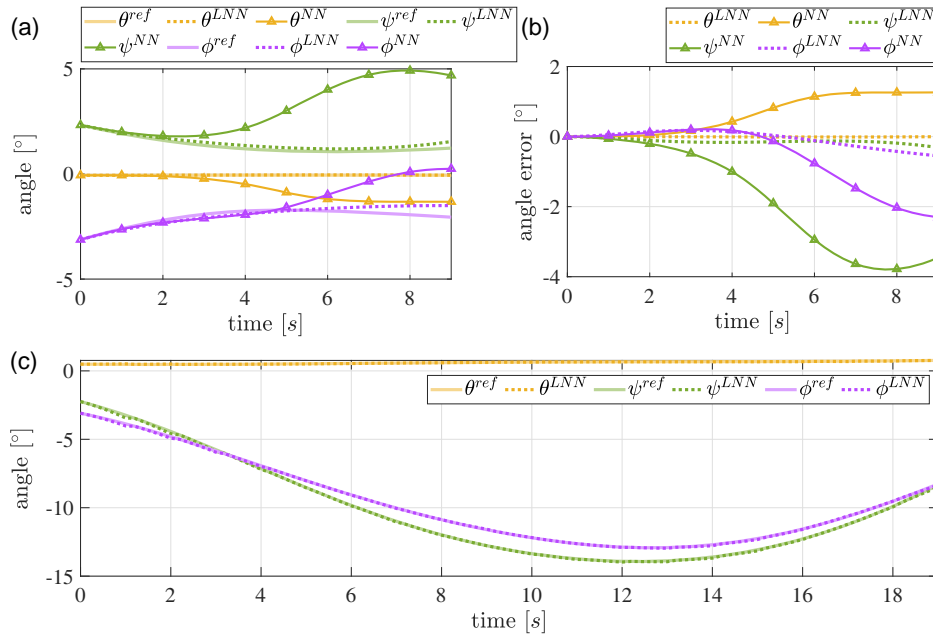 (a)
θ^ref θ^LNN θ^NN ψ^ref ψ^LNN
ψ^NN φ^ref φ^LNN φ^NN
5
0
-5
angle [°]
0 2 4 6 8
time [s]
(b)
θ^LNN θ^NN ψ^LNN
ψ^NN φ^LNN φ^NN
2
0
-2
-4
angle error [°]
0 2 4 6 8
time [s]
(c)
θ^ref θ^LNN ψ^ref ψ^LNN φ^ref φ^LNN
0
-5
-10
-15
angle [°]
0 2 4 6 8 10 12 14 16 18
time [s]